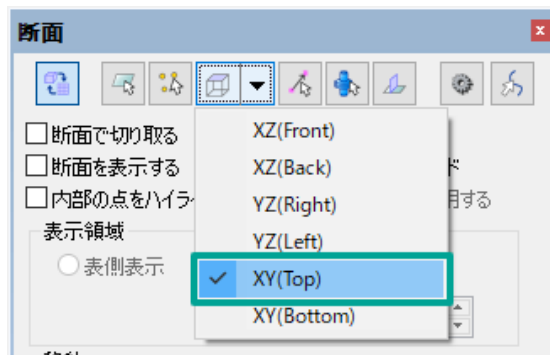 断面
XZ(Front)
断面で切り取る
XZ(Back)
断面を表示する
ド
YZ(Right)
内部の点をハイラ
用する
表示領域
YZ(Left)
表側表示
XY(Top)
XY(Bottom)